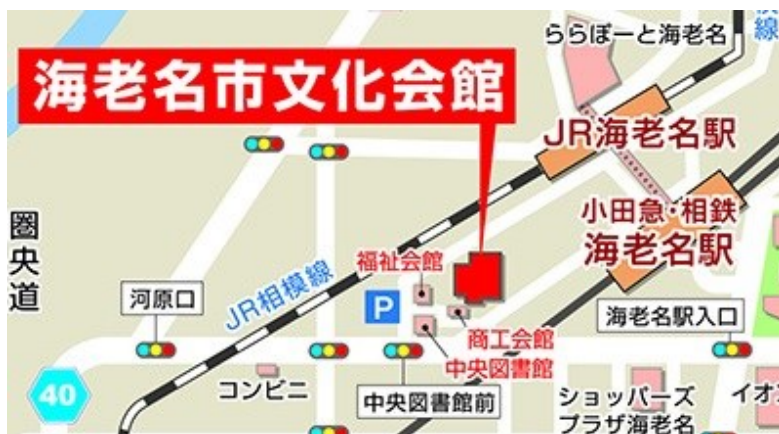 横
線
ららぽーと海老名
海老名市文化会館
JR海老名駅
小田急・相鉄
海老名駅
圏央道
福祉会館
JR相模線
河原口
P
商工会館
中央図書館
海老名駅入口
40
コンビニ
中央図書館前
ショッパーズ
プラザ海老名
イオ